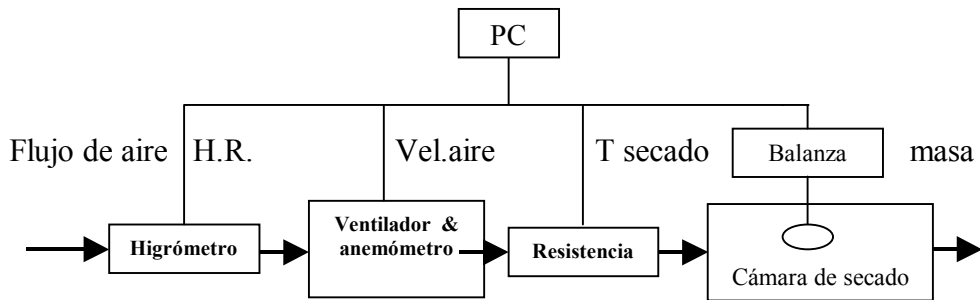 PC
Flujo de aire H.R. Vel.aire T secado Balanza masa
Higrómetro
Ventilador &
anemómetro
Resistencia
Cámara de secado